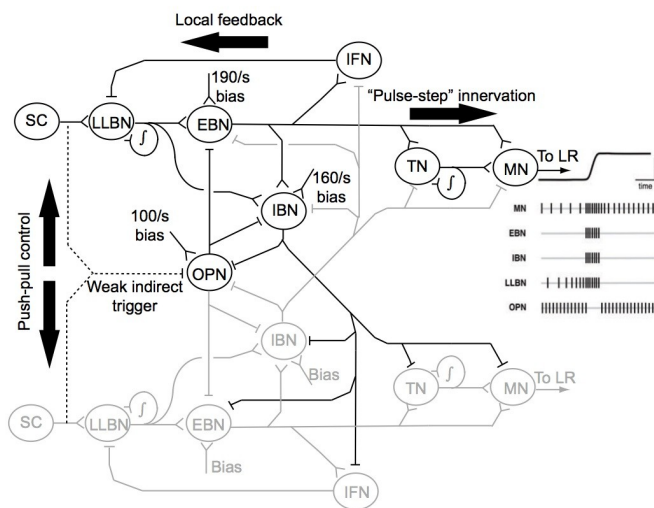 Local feedback
IFN
190/s
bias
"Pulse-step" innervation
SC
LLBN
∫
EBN
TN
∫
MN
To LR
time
160/s
bias
IBN
100/s
bias
OPN
Push-pull control
Weak indirect
trigger
MN
EBN
IBN
LLBN
OPN
IBN
Bias
SC
LLBN
∫
EBN
Bias
TN
∫
MN
To LR
IFN